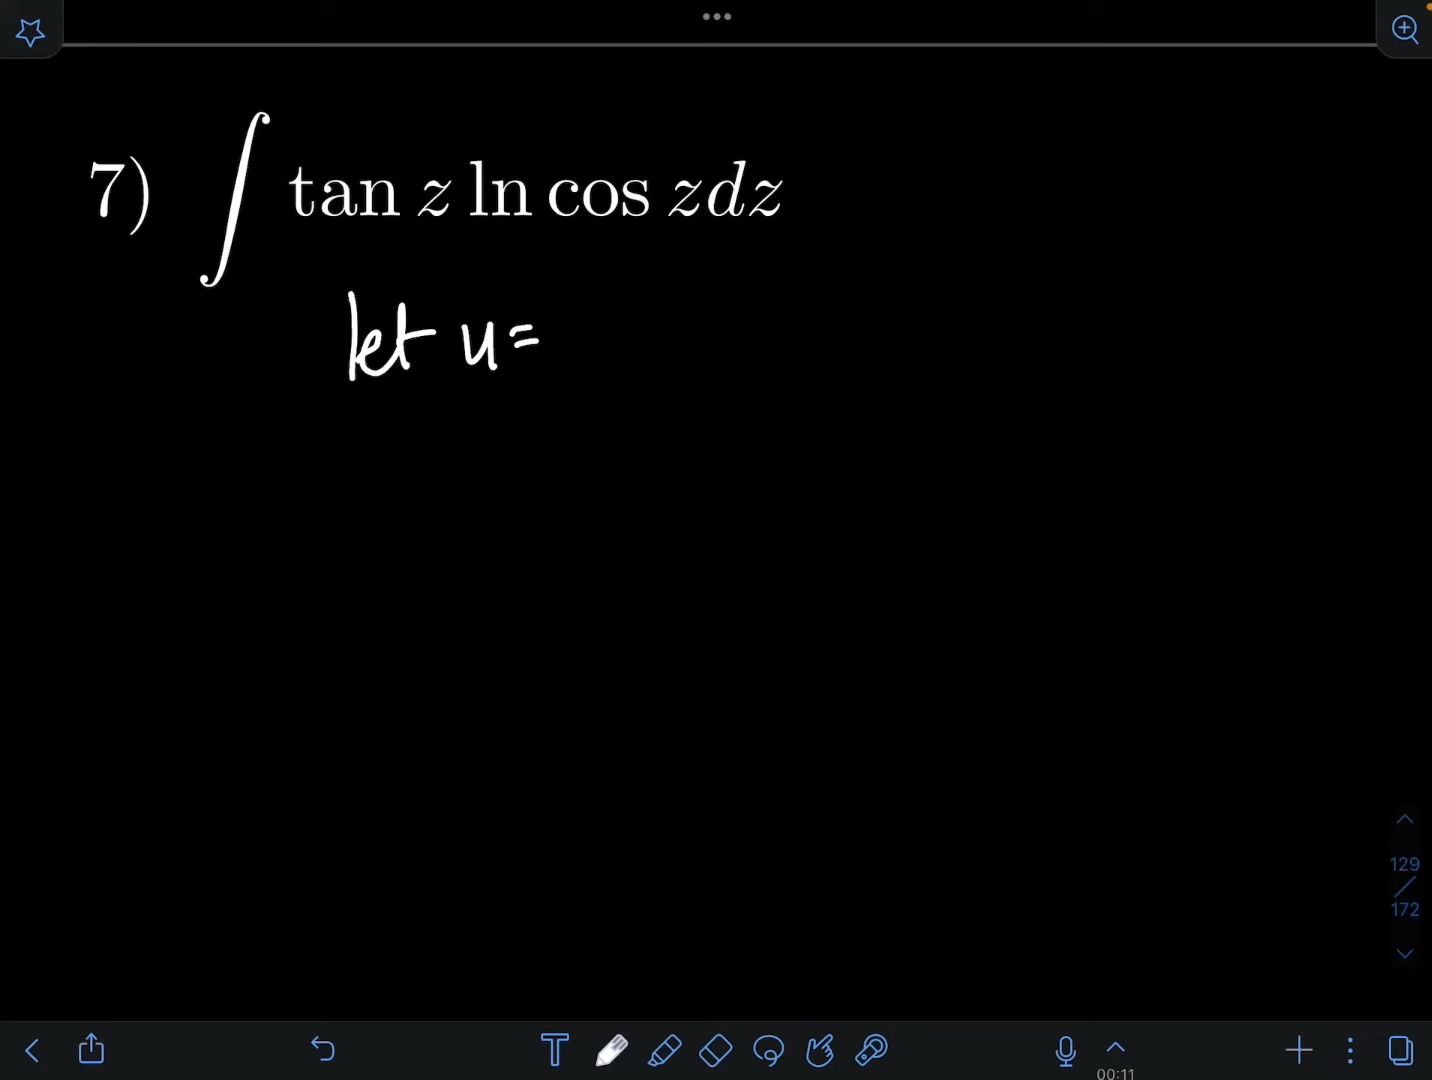 7) ∫ tan z ln cos z dz
let u=
129
/
172
T
00:11